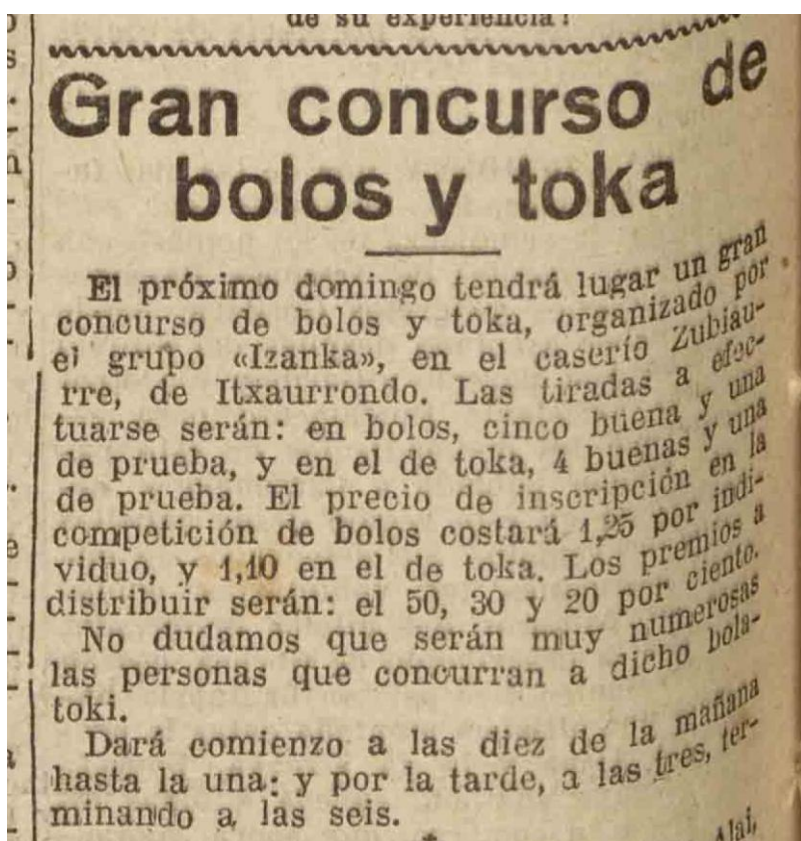 de su experiencia!
Gran concurso de
bolos y toka
El próximo domingo tendrá lugar un gran
concurso de bolos y toka, organizado por
el grupo «Izanka», en el caserío Zubiau-
rre, de Itxaurrondo. Las tiradas a efec-
tuarse serán: en bolos, cinco buena y una
de prueba, y en el de toka, 4 buenas y una
de prueba. El precio de inscripción en la
competición de bolos costará 1,25 por indi-
viduo, y 1,10 en el de toka. Los premios a
distribuir serán: el 50, 30 y 20 por ciento.
No dudamos que serán muy numerosas
las personas que concurran a dicho bola-
toki.
Dará comienzo a las diez de la mañana
hasta la una; y por la tarde, a las tres, ter-
minando a las seis.
Alai,